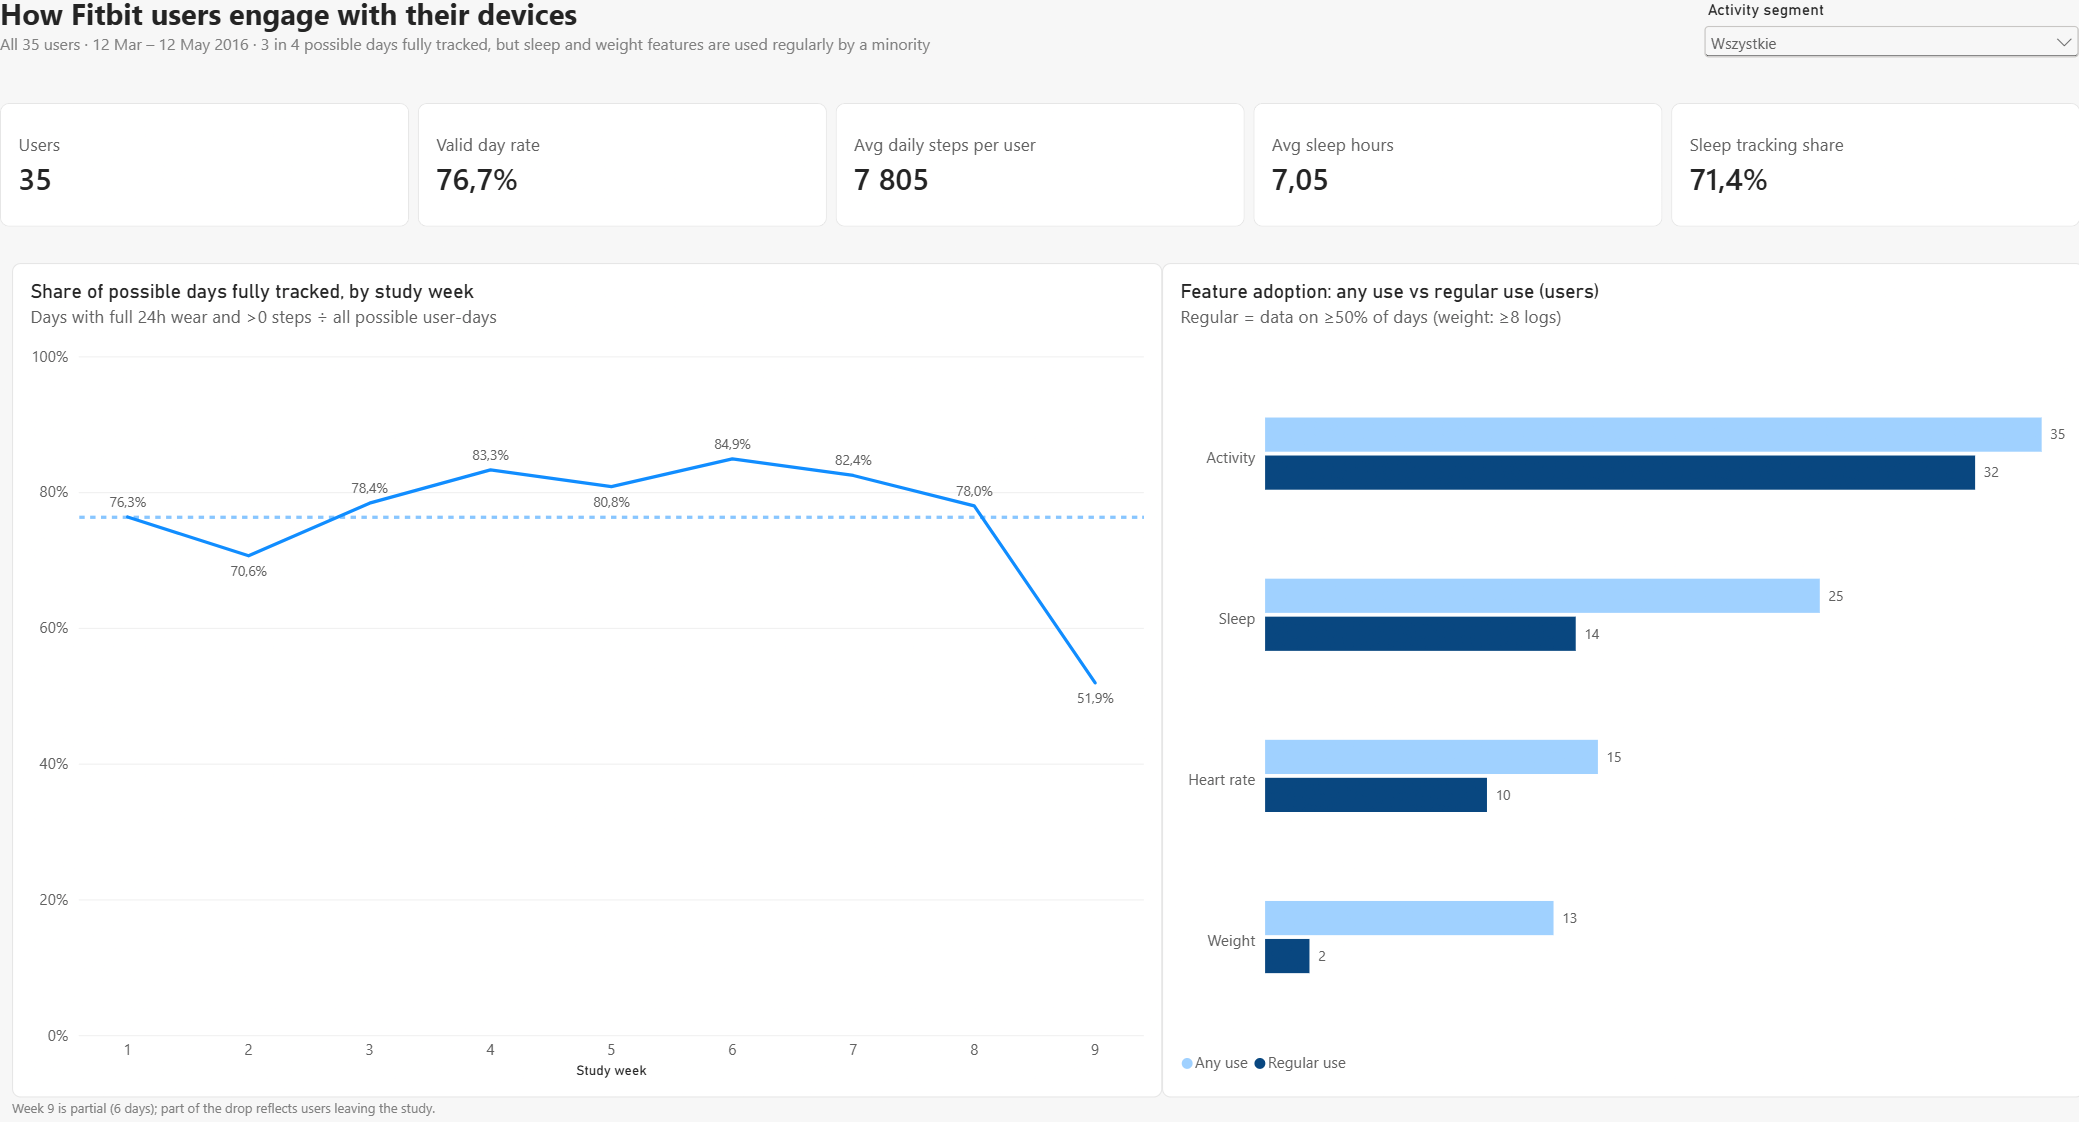 How Fitbit users engage with their devices
All 35 users · 12 Mar – 12 May 2016 · 3 in 4 possible days fully tracked, but sleep and weight features are used regularly by a minority
Activity segment
Wszystkie
Users
35
Valid day rate
76,7%
Avg daily steps per user
7 805
Avg sleep hours
7,05
Sleep tracking share
71,4%
Share of possible days fully tracked, by study week
Days with full 24h wear and >0 steps ÷ all possible user-days
100%
80%
60%
40%
20%
0%
76,3%
70,6%
78,4%
83,3%
80,8%
84,9%
82,4%
78,0%
51,9%
1 2 3 4 5 6 7 8 9
Study week
Feature adoption: any use vs regular use (users)
Regular = data on ≥50% of days (weight: ≥8 logs)
Activity
35
32
Sleep
25
14
Heart rate
15
10
Weight
13
2
Any use Regular use
Week 9 is partial (6 days); part of the drop reflects users leaving the study.